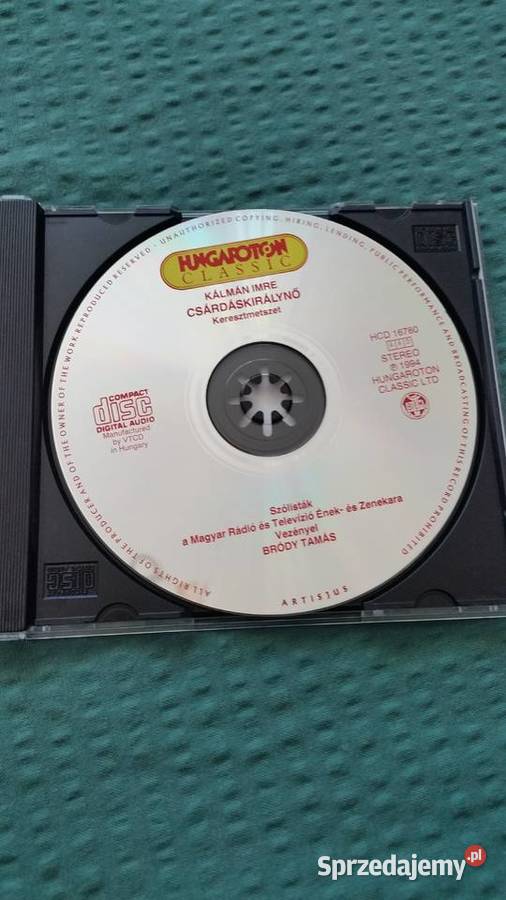 UNAUTHORIZED COPYING, HIRING, LENDING, PUBLIC PERFORMANCE AND BROADCASTING OF THIS RECORD PROHIBITED
ALL RIGHTS OF THE PRODUCER AND OF THE OWNER OF THE WORK REPRODUCED RESERVED ·
HUNGAROTON
CLASSIC
KÁLMÁN IMRE
CSÁRDÁSKIRÁLYNŐ
Keresztmetszet
HCD 16780
STEREO
℗ 1994
HUNGAROTON
CLASSIC LTD
COMPACT
disc
DIGITAL AUDIO
Manufactured
by VTCD
in Hungary
Szólisták
a Magyar Rádió és Televízió Ének- és Zenekara
Vezényel
BRÓDY TAMÁS
ARTISJUS
disc
Sprzedajemy.pl